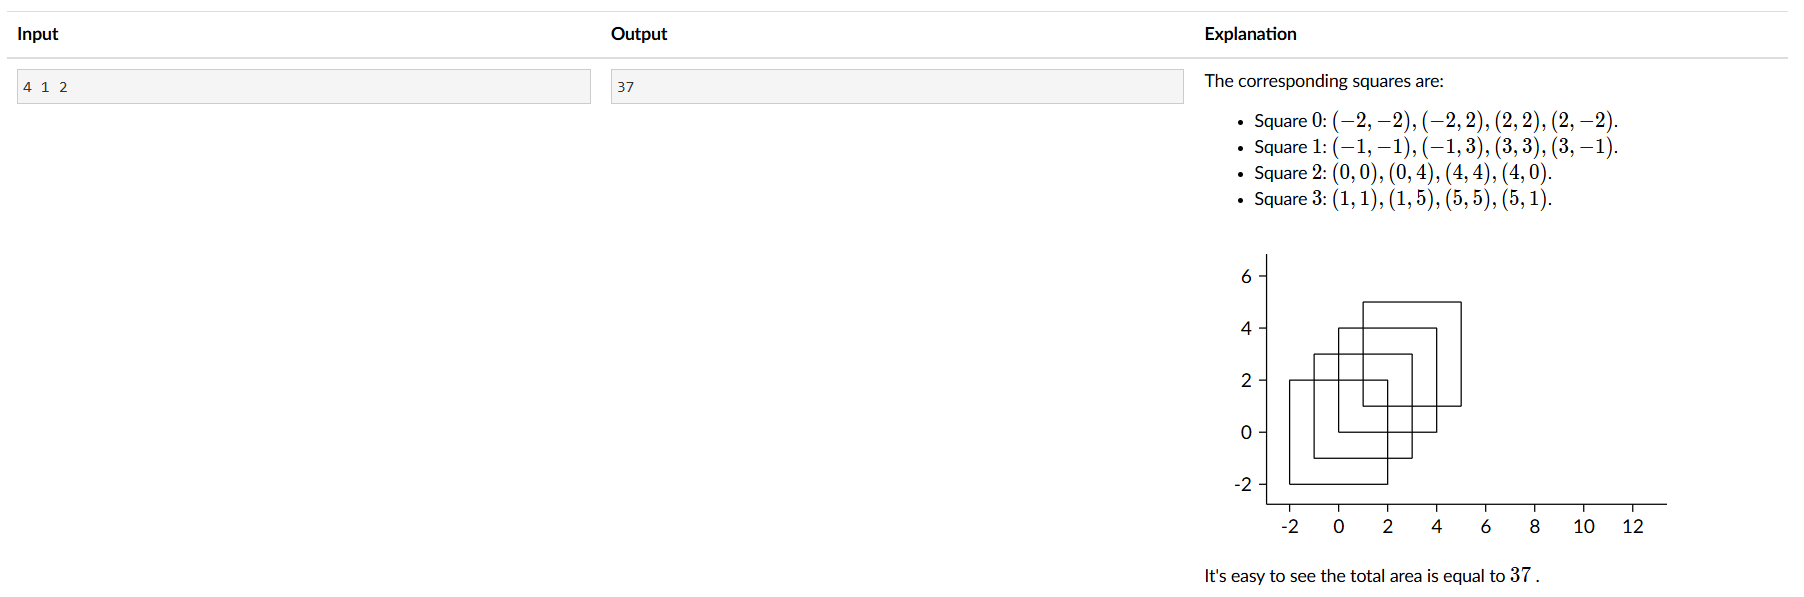 Input Output Explanation
4 1 2 37 The corresponding squares are:
• Square 0: (−2, −2), (−2, 2), (2, 2), (2, −2).
• Square 1: (−1, −1), (−1, 3), (3, 3), (3, −1).
• Square 2: (0, 0), (0, 4), (4, 4), (4, 0).
• Square 3: (1, 1), (1, 5), (5, 5), (5, 1).
6
4
2
0
-2
-2 0 2 4 6 8 10 12
It's easy to see the total area is equal to 37 .